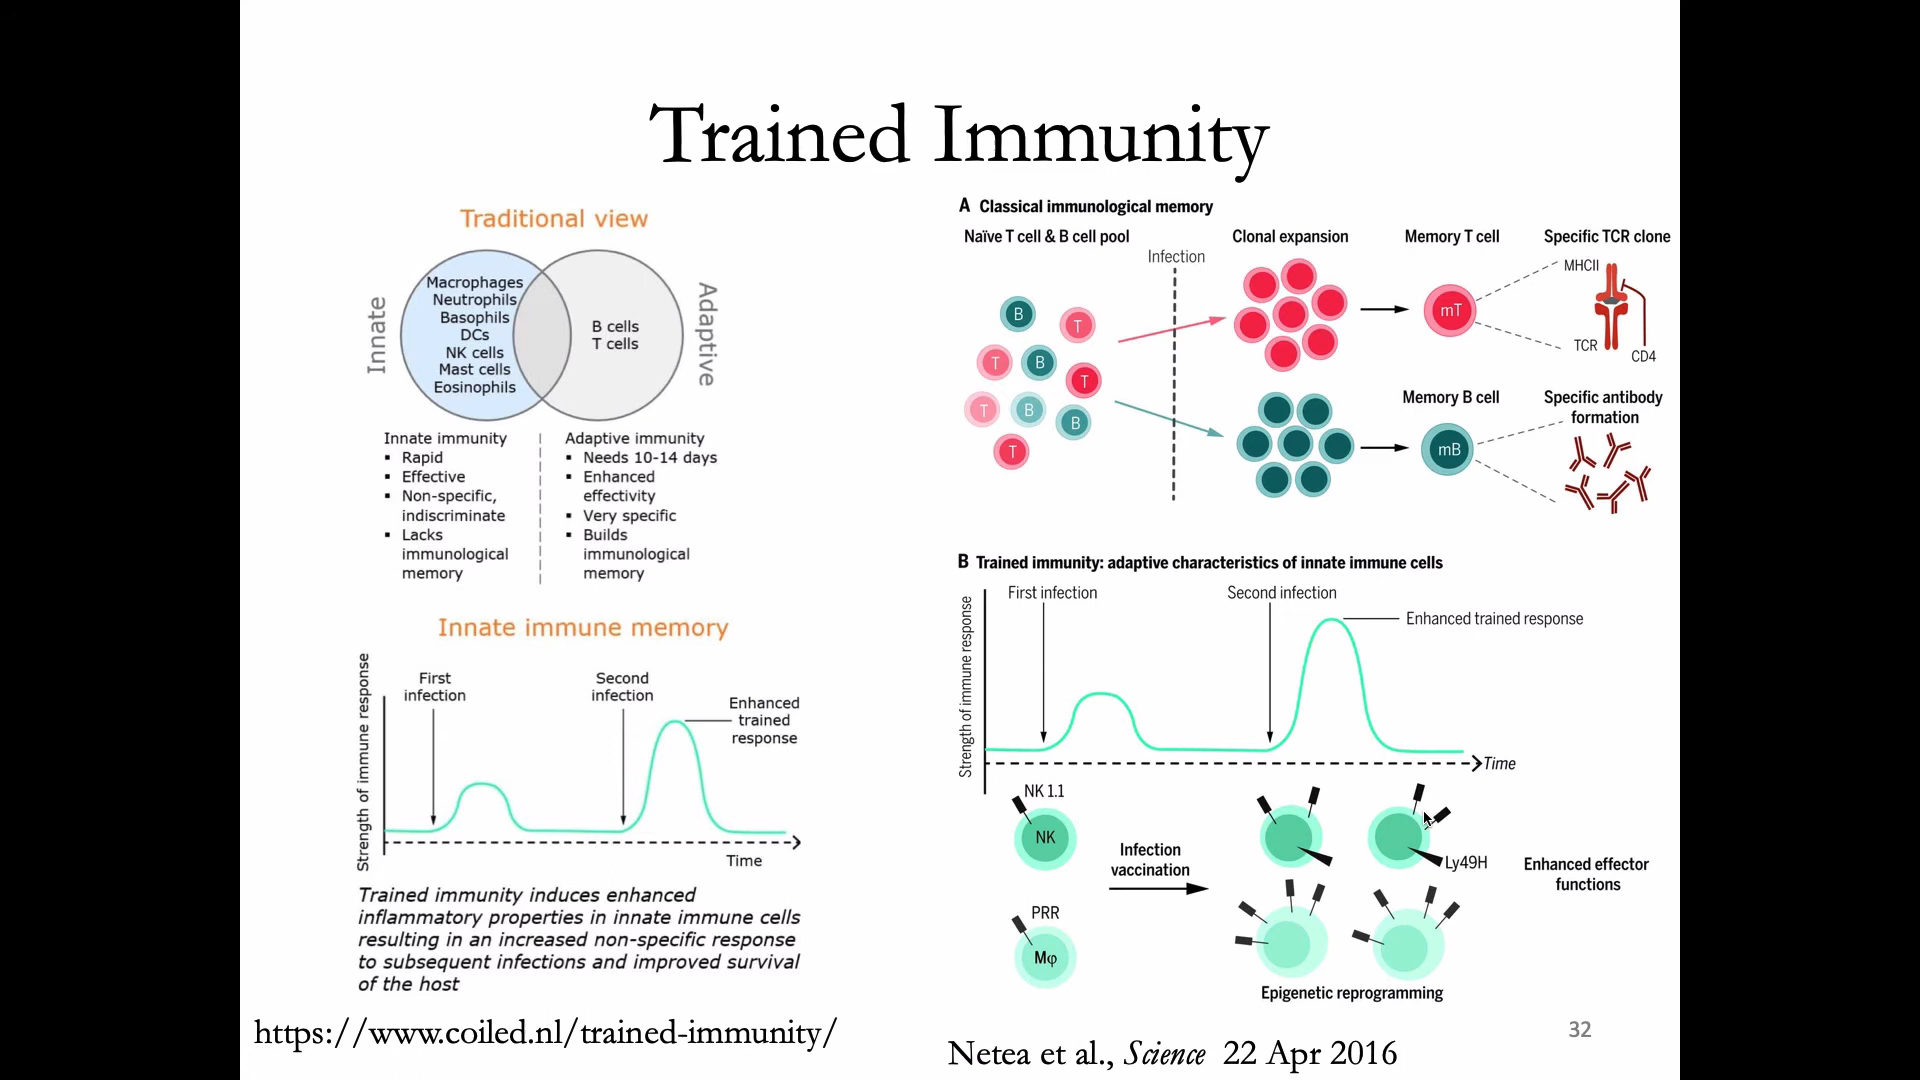 Trained Immunity
Traditional view
Innate
Macrophages
Neutrophils
Basophils
DCs
NK cells
Mast cells
Eosinophils
B cells
T cells
Adaptive
Innate immunity
▪ Rapid
▪ Effective
▪ Non-specific,
indiscriminate
▪ Lacks
immunological
memory
Adaptive immunity
▪ Needs 10-14 days
▪ Enhanced
effectivity
▪ Very specific
▪ Builds
immunological
memory
Innate immune memory
Strength of immune response
First
infection
Second
infection
Enhanced
trained
response
Time
Trained immunity induces enhanced
inflammatory properties in innate immune cells
resulting in an increased non-specific response
to subsequent infections and improved survival
of the host
https://www.coiled.nl/trained-immunity/
A Classical immunological memory
Naïve T cell & B cell pool
Infection
Clonal expansion
Memory T cell
Specific TCR clone
B
T
T
B
T
T
B
B
T
mT
MHCII
TCR
CD4
Memory B cell
Specific antibody
formation
mB
B Trained immunity: adaptive characteristics of innate immune cells
Strength of immune response
First infection
Second infection
Enhanced trained response
Time
NK 1.1
NK
PRR
Mφ
Infection
vaccination
Ly49H
Enhanced effector
functions
Epigenetic reprogramming
Netea et al., Science 22 Apr 2016
32